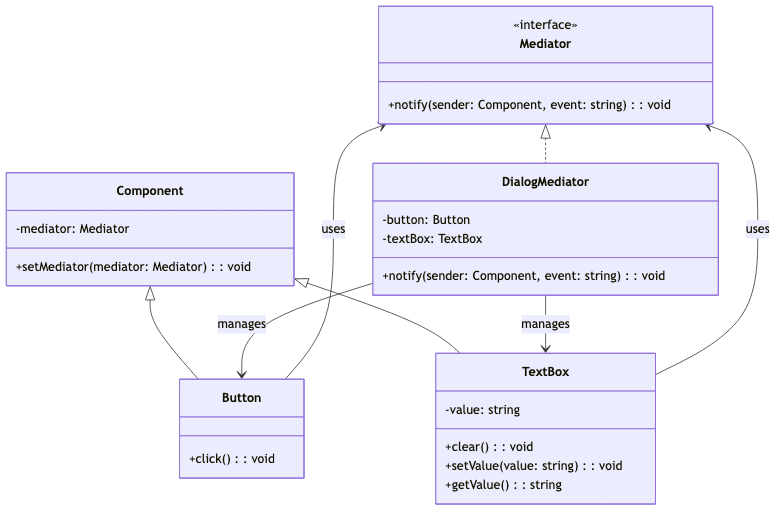 «interface»
Mediator
+notify(sender: Component, event: string) : : void
Component
-mediator: Mediator
+setMediator(mediator: Mediator) : : void
DialogMediator
-button: Button
-textBox: TextBox
+notify(sender: Component, event: string) : : void
uses
uses
manages
manages
Button
+click() : : void
TextBox
-value: string
+clear() : : void
+setValue(value: string) : : void
+getValue() : : string